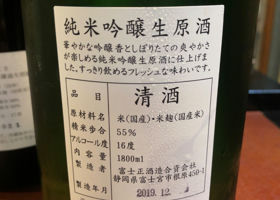 純米吟醸生原酒
華やかな吟醸香としぼりたての爽やかさ
が楽しめる純米吟醸生原酒に仕上げま
した。すっきり飲めるフレッシュな味わいです。
品目 清酒
原材料名 米(国産)・米麹(国産米)
精米歩合 55%
アルコール度 16度
内容量 1800ml
製造者 富士正酒造合資会社
静岡県富士宮市根原450-1
製造年月 2019.12.